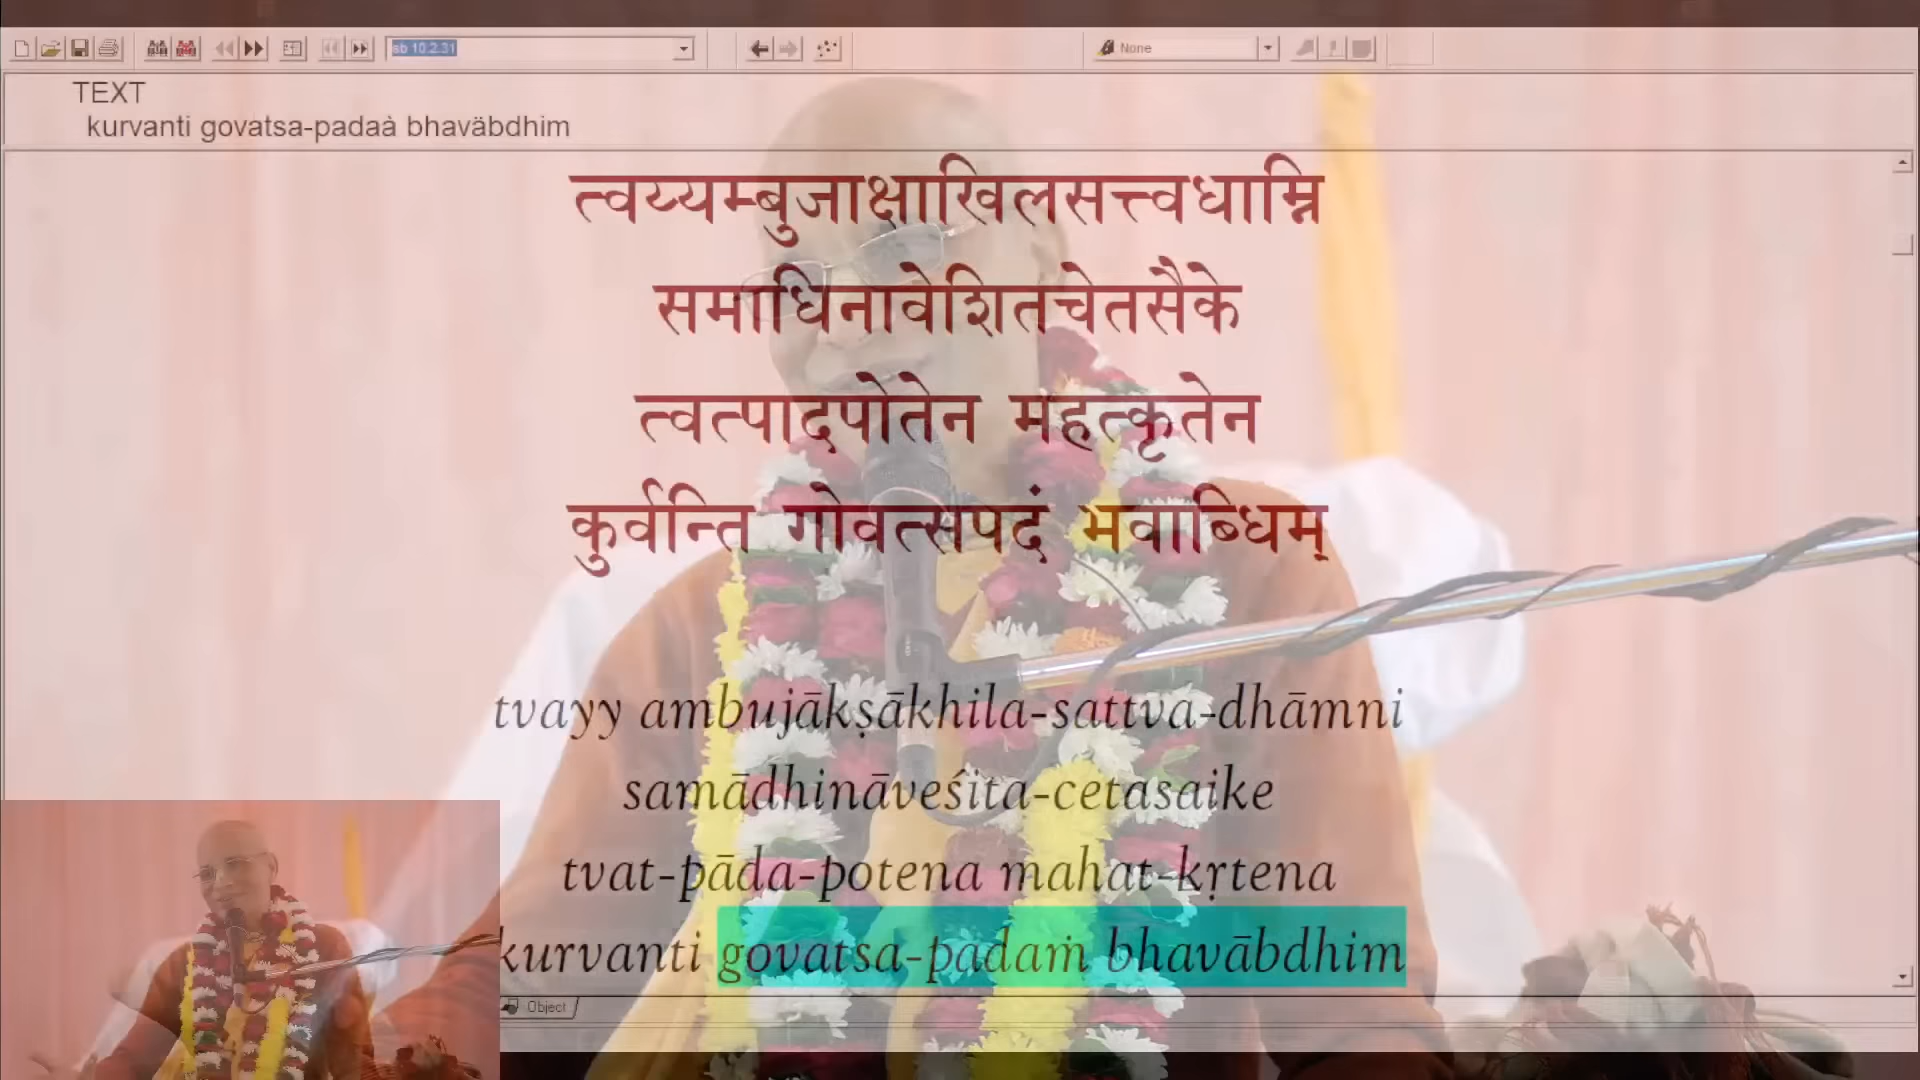 sb 10.2.31
None
TEXT
kurvanti govatsa-padaà bhaväbdhim
त्वय्यम्बुजाक्षाखिलसत्त्वधाम्नि
समाधिनावेशितचेतसैके
त्वत्पादपोतेन महत्कृतेन
कुर्वन्ति गोवत्सपदं भवाब्धिम्
tvayy ambujākṣākhila-sattva-dhāmni
samādhināveśita-cetasaike
tvat-pāda-potena mahat-kṛtena
kurvanti govatsa-padaṁ bhavābdhim
Object